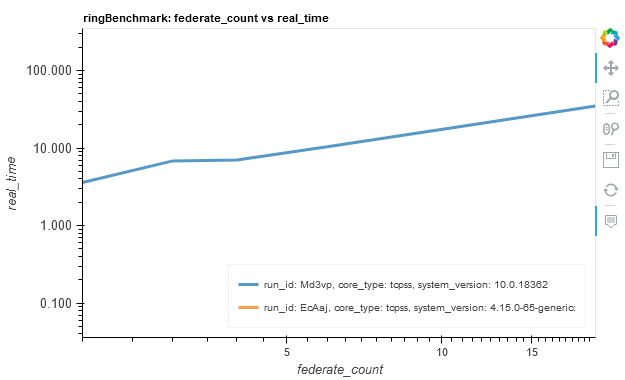 ringBenchmark: federate_count vs real_time
100.000
10.000
1.000
0.100
real_time
run_id: Md3vp, core_type: tcpss, system_version: 10.0.18362
run_id: EcAaj, core_type: tcpss, system_version: 4.15.0-65-generic:
5
10
15
federate_count